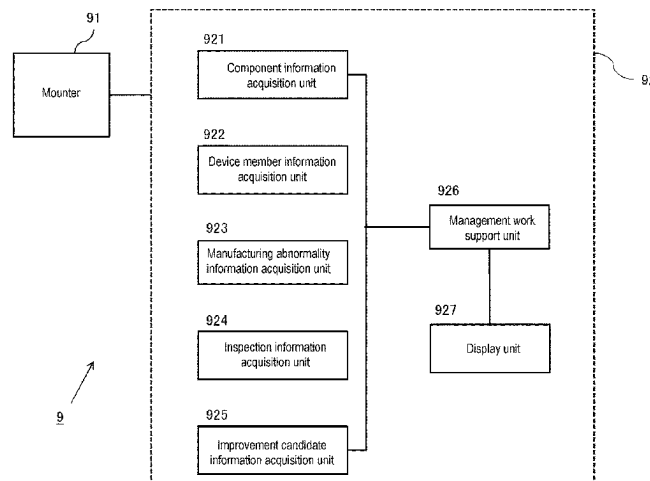 91
Mounter
921
Component information
acquisition unit
922
Device member information
acquisition unit
923
Manufacturing abnormality
information acquisition unit
924
Inspection information
acquisition unit
925
Improvement candidate
information acquisition unit
926
Management work
support unit
927
Display unit
9